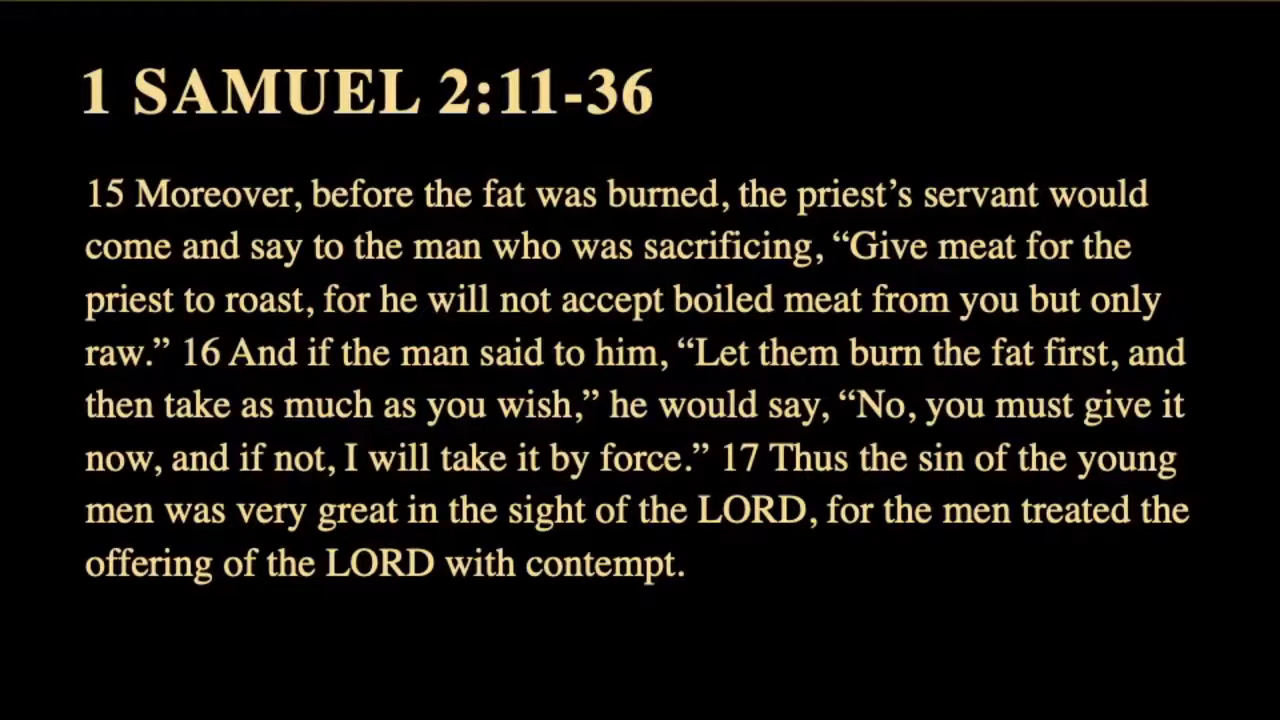 1 SAMUEL 2:11-36
15 Moreover, before the fat was burned, the priest’s servant would
come and say to the man who was sacrificing, “Give meat for the
priest to roast, for he will not accept boiled meat from you but only
raw.” 16 And if the man said to him, “Let them burn the fat first, and
then take as much as you wish,” he would say, “No, you must give it
now, and if not, I will take it by force.” 17 Thus the sin of the young
men was very great in the sight of the LORD, for the men treated the
offering of the LORD with contempt.